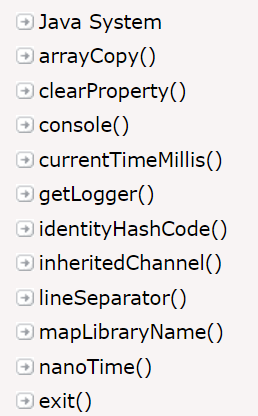 Java System
arrayCopy()
clearProperty()
console()
currentTimeMillis()
getLogger()
identityHashCode()
inheritedChannel()
lineSeparator()
mapLibraryName()
nanoTime()
exit()